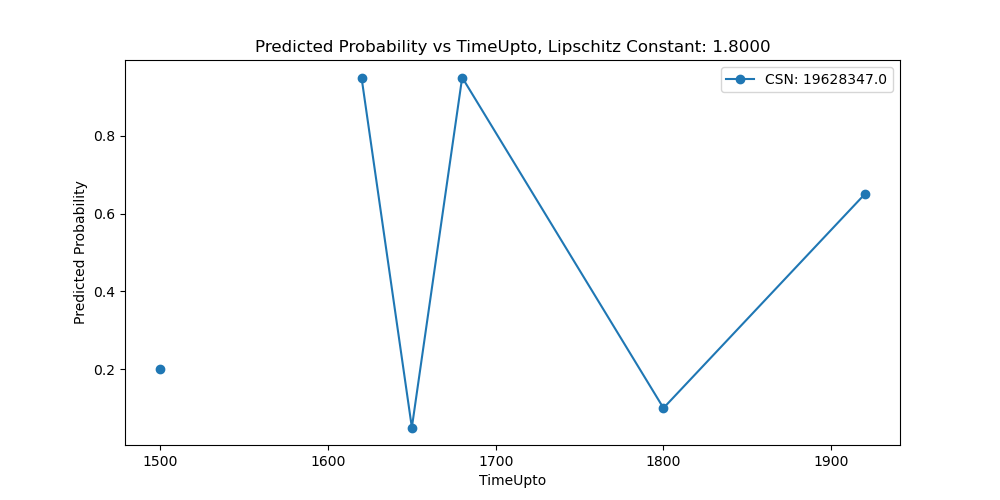 Predicted Probability vs TimeUpto, Lipschitz Constant: 1.8000
CSN: 19628347.0
Predicted Probability
0.8
0.6
0.4
0.2
1500
1600
1700
1800
1900
TimeUpto